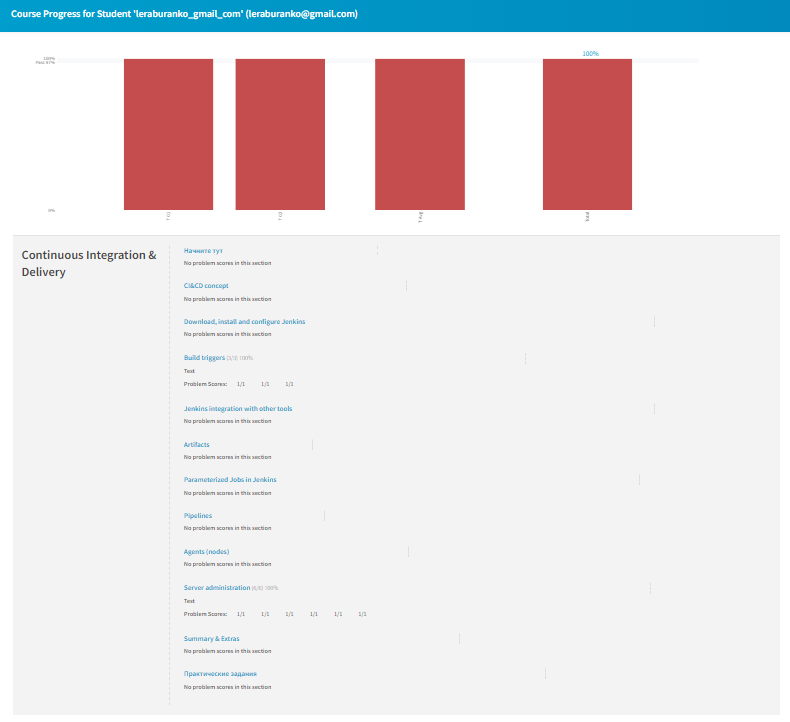 Course Progress for Student 'leraburanko_gmail_com' (leraburanko@gmail.com)
100%
100%
Pass 97%
0%
T 01
T 02
T Avg
Total
Continuous Integration &
Delivery
Начните тут
No problem scores in this section
CI&CD concept
No problem scores in this section
Download, install and configure Jenkins
No problem scores in this section
Build triggers (3/3) 100%
Test
Problem Scores: 1/1 1/1 1/1
Jenkins integration with other tools
No problem scores in this section
Artifacts
No problem scores in this section
Parameterized Jobs in Jenkins
No problem scores in this section
Pipelines
No problem scores in this section
Agents (nodes)
No problem scores in this section
Server administration (6/6) 100%
Test
Problem Scores: 1/1 1/1 1/1 1/1 1/1 1/1
Summary & Extras
No problem scores in this section
Практические задания
No problem scores in this section